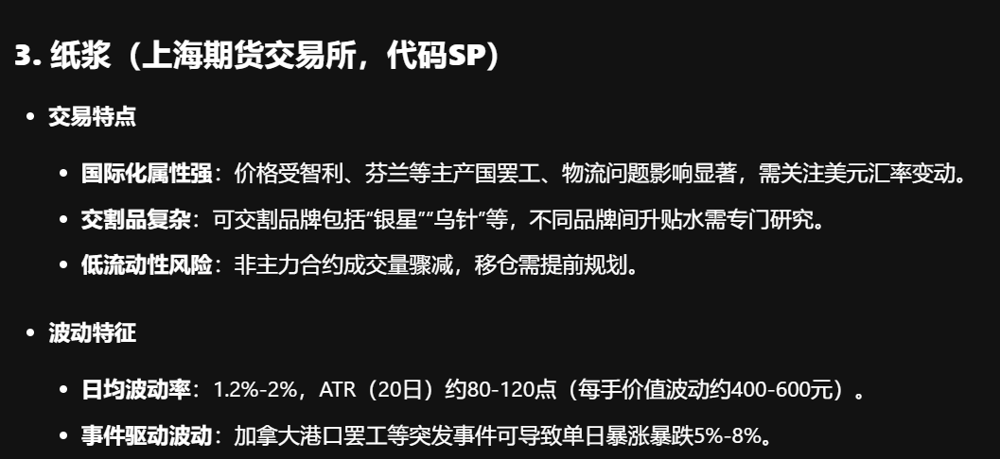 3. 纸浆（上海期货交易所，代码SP）
• 交易特点
• 国际化属性强：价格受智利、芬兰等主产国罢工、物流问题影响显著，需关注美元汇率变动。
• 交割品复杂：可交割品牌包括“银星”“乌针”等，不同品牌间升贴水需专门研究。
• 低流动性风险：非主力合约成交量骤减，移仓需提前规划。
• 波动特征
• 日均波动率：1.2%-2%，ATR（20日）约80-120点（每手价值波动约400-600元）。
• 事件驱动波动：加拿大港口罢工等突发事件可导致单日暴涨暴跌5%-8%。